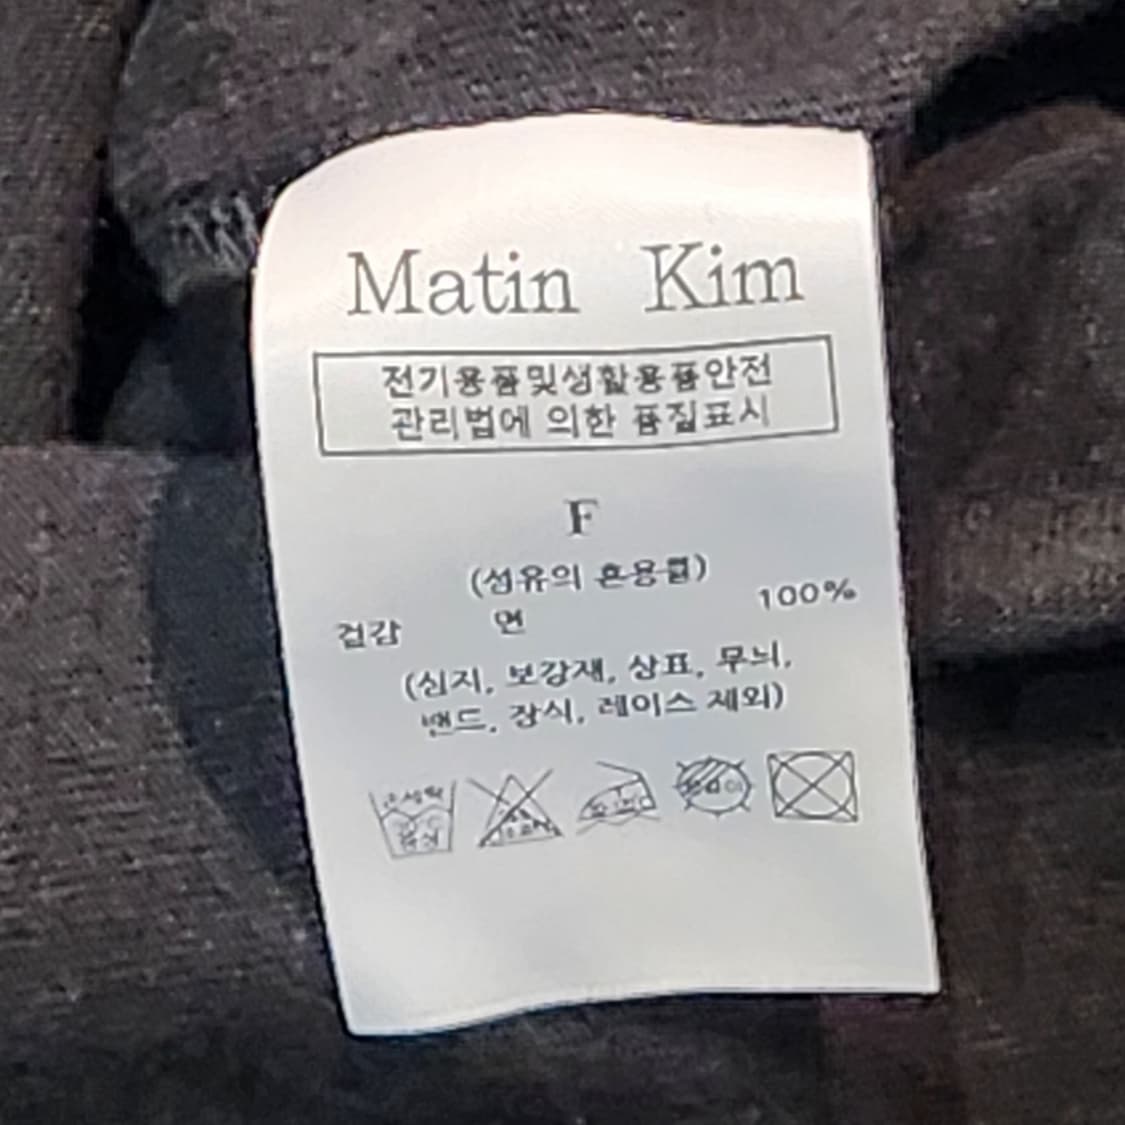 Matin Kim
전기용품및생활용품안전
관리법에 의한 품질표시
F
(섬유의 혼용률)
겉감 면 100%
(심지, 보강재, 상표, 무늬,
밴드, 장식, 레이스 제외)